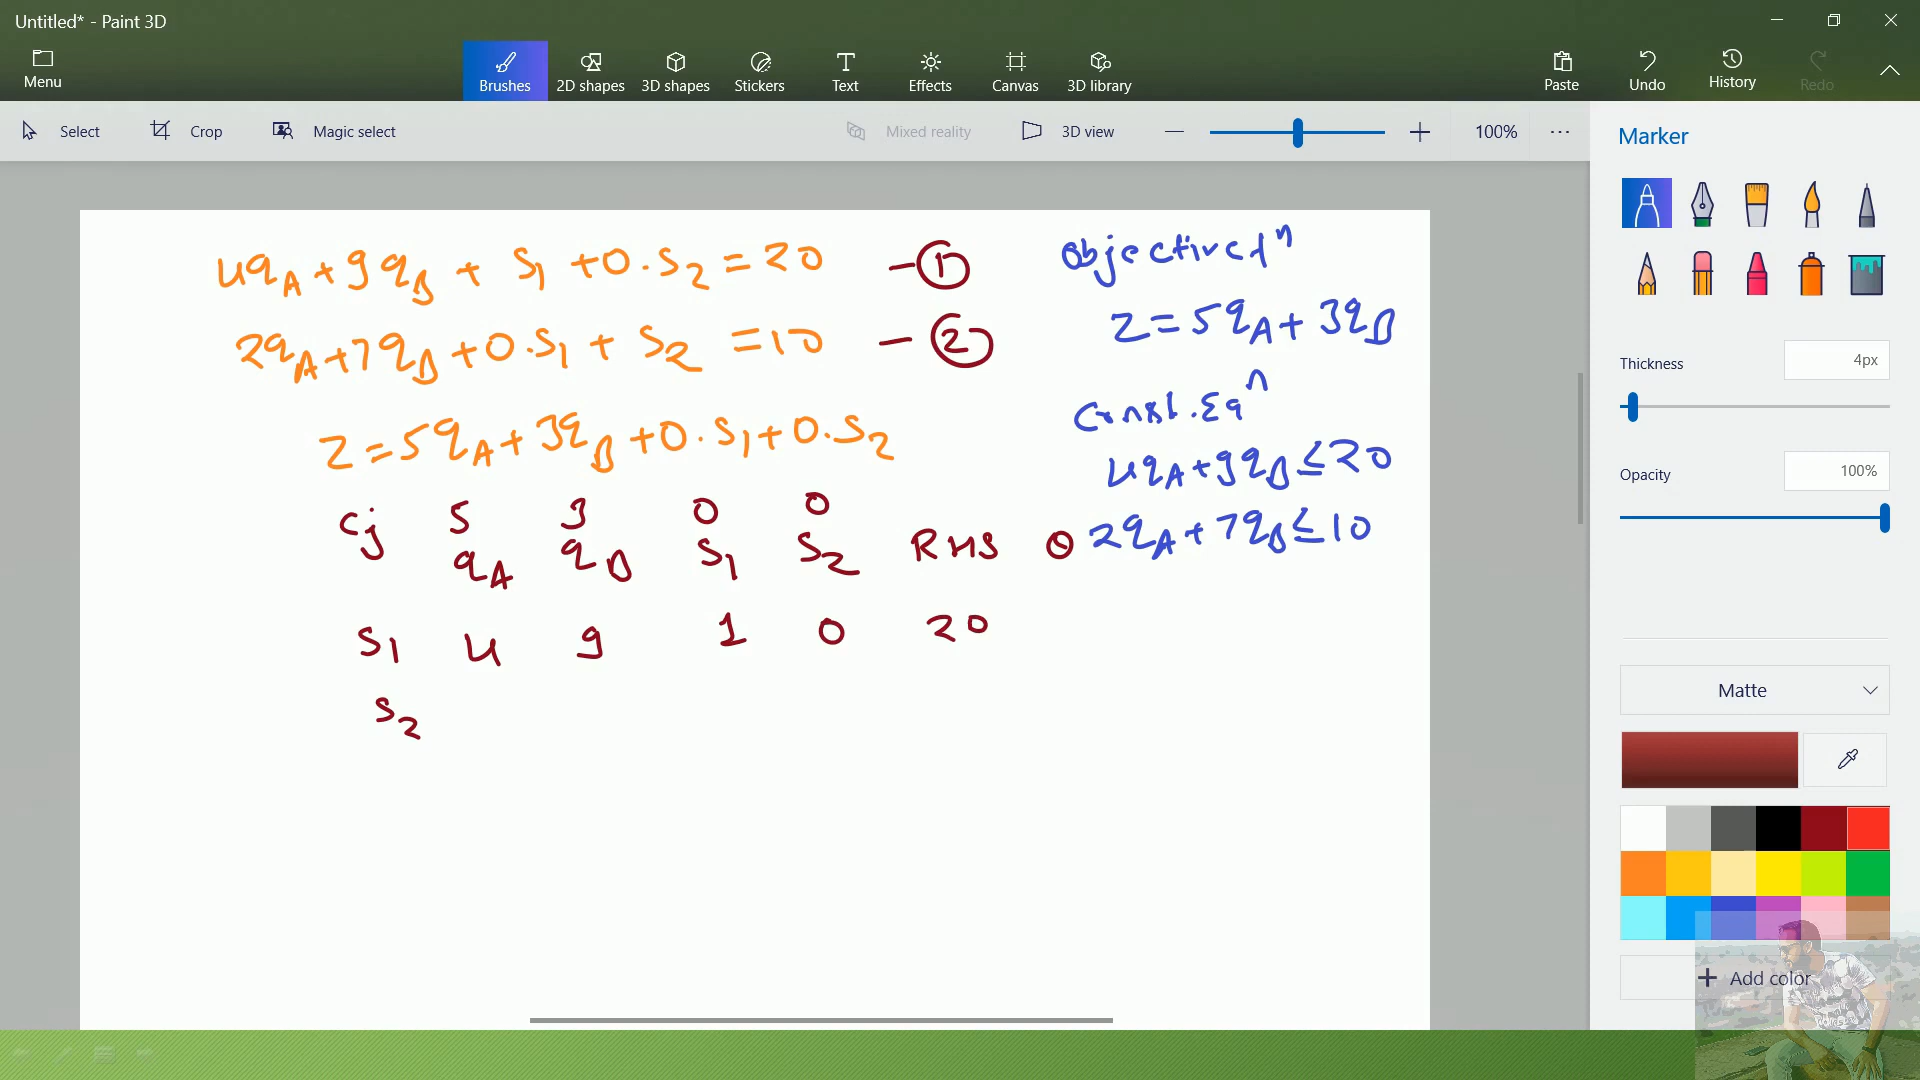 Untitled* - Paint 3D
Menu
Brushes
2D shapes
3D shapes
Stickers
Text
Effects
Canvas
3D library
Paste
Undo
History
Redo
Select
Crop
Magic select
Mixed reality
3D view
100%
Marker
Thickness
4px
Opacity
100%
Matte
Add color
4qA + 9qB + S1 + 0.S2 = 20 - ①
2qA + 7qB + 0.S1 + S2 = 10 - ②
Z = 5qA + 3qB + 0.S1 + 0.S2
Cj 5 3 0 0
qA qB S1 S2 RHS Θ
S1 4 9 1 0 20
S2
Objective fⁿ
Z = 5qA + 3qB
Const. Eqⁿ
4qA + 9qB ≤ 20
2qA + 7qB ≤ 10